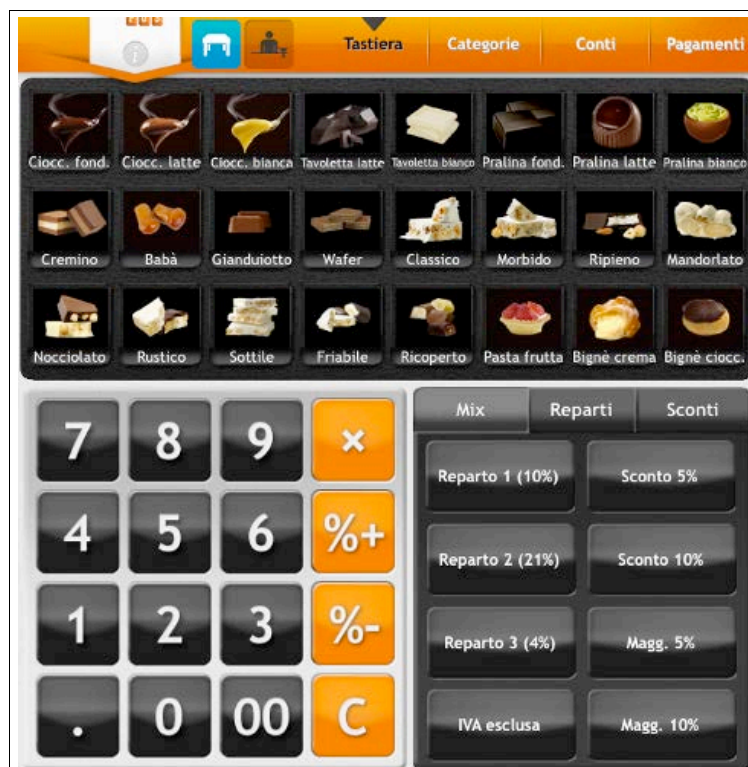 Tastiera Categorie Conti Pagamenti
Ciocc. fond. Ciocc. latte Ciocc. bianca Tavoletta latte Tavoletta bianco Pralina fond. Pralina latte Pralina bianco
Cremino Babà Gianduiotto Wafer Classico Morbido Ripieno Mandorlato
Nocciolato Rustico Sottile Friabile Ricoperto Pasta frutta Bignè crema Bignè ciocc.
Mix Reparti Sconti
7 8 9 ×
4 5 6 %+
1 2 3 %-
. 0 00 C
Reparto 1 (10%) Sconto 5%
Reparto 2 (21%) Sconto 10%
Reparto 3 (4%) Magg. 5%
IVA esclusa Magg. 10%